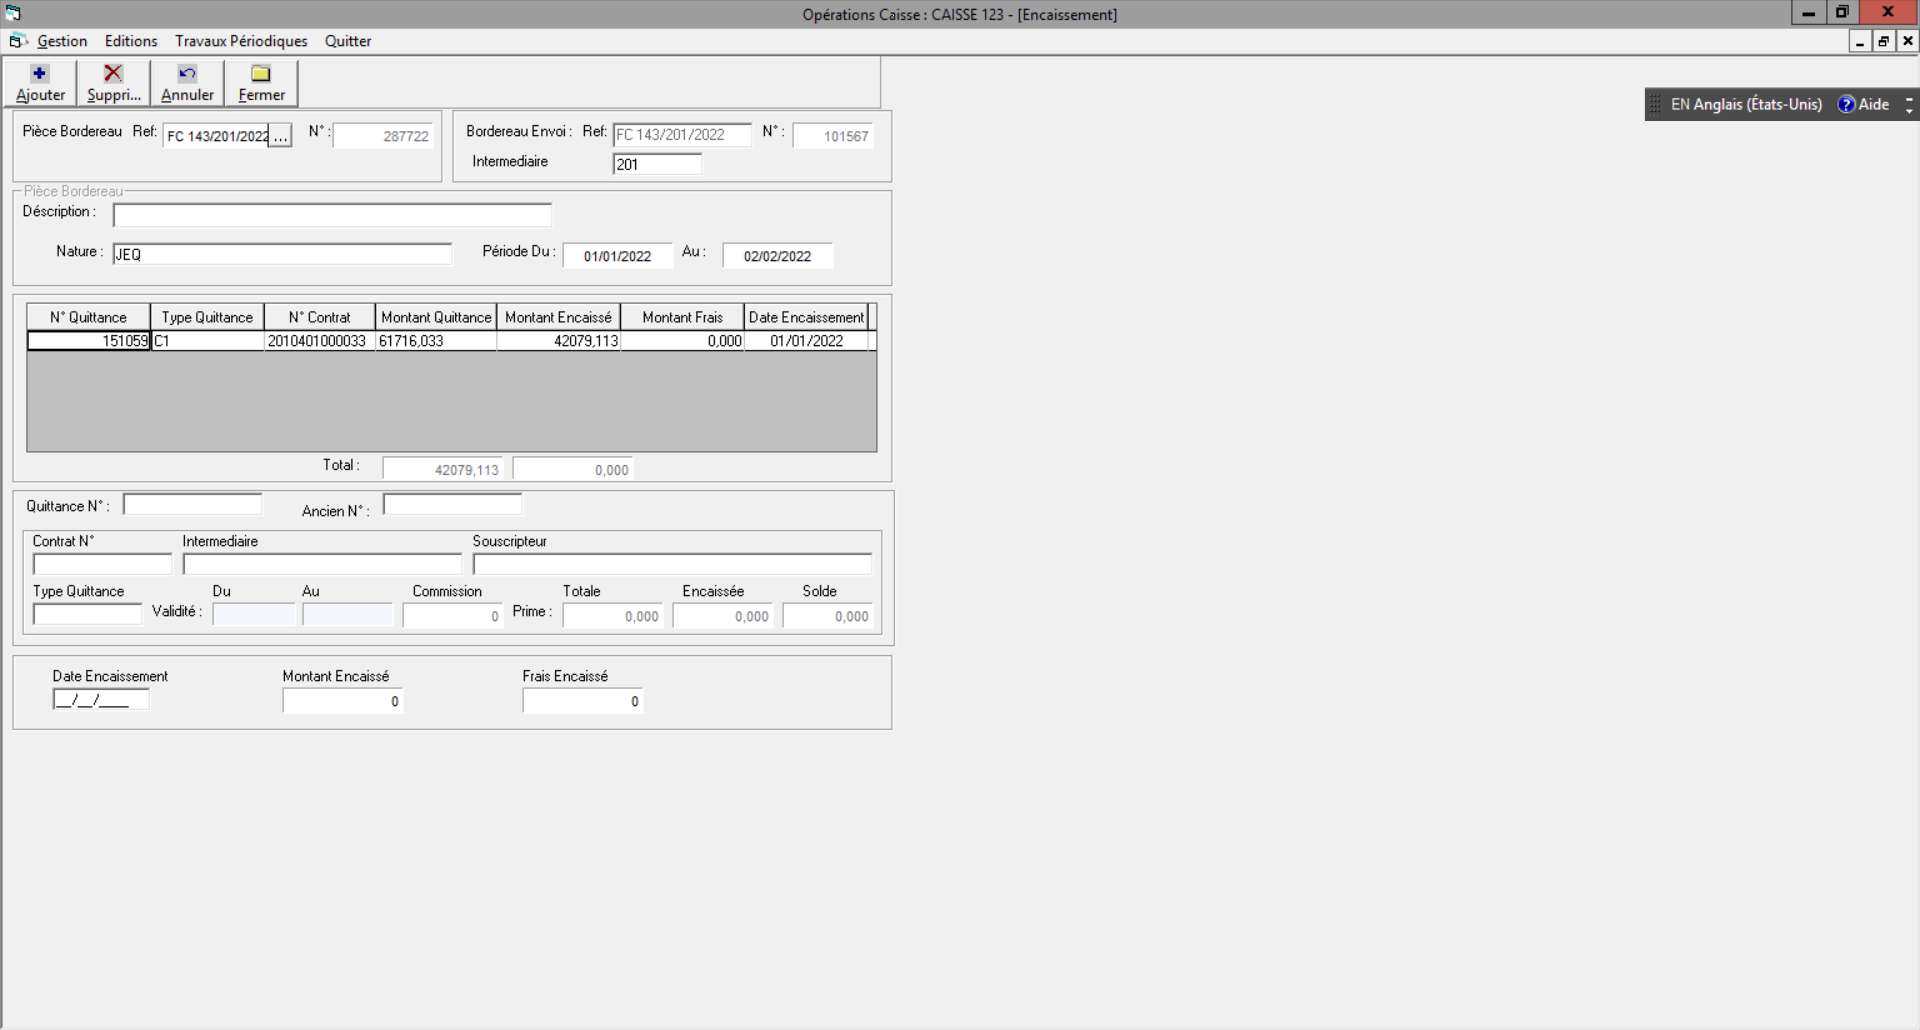 Opérations Caisse : CAISSE 123 - [Encaissement]
Gestion Editions Travaux Périodiques Quitter
Ajouter Suppri... Annuler Fermer
EN Anglais (États-Unis) ? Aide
Pièce Bordereau Ref: FC 143/201/2022 ... N° : 287722
Bordereau Envoi : Ref: FC 143/201/2022 N° : 101567
Intermediaire 201
Pièce Bordereau
Déscription :
Nature : JEQ Période Du : 01/01/2022 Au : 02/02/2022
N° Quittance Type Quittance N° Contrat Montant Quittance Montant Encaissé Montant Frais Date Encaissement
151059 C1 2010401000033 61716,033 42079,113 0,000 01/01/2022
Total : 42079,113 0,000
Quittance N° : Ancien N° :
Contrat N° Intermediaire Souscripteur
Type Quittance Du Au Commission Totale Encaissée Solde
Validité : 0 Prime : 0,000 0,000 0,000
Date Encaissement Montant Encaissé Frais Encaissé
__/__/____ 0 0